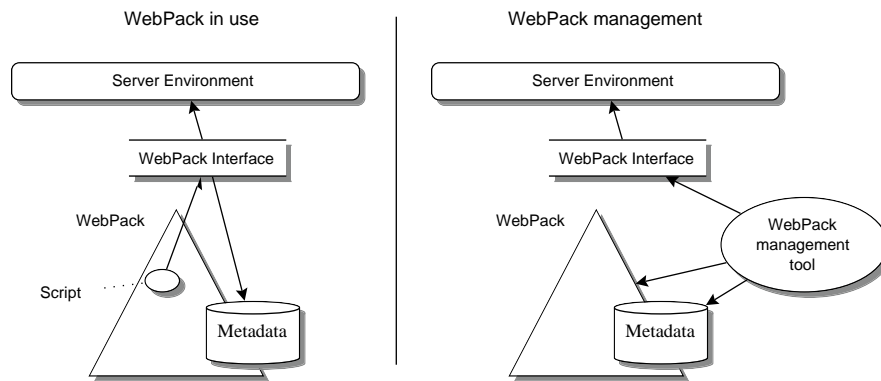 WebPack in use
Server Environment
WebPack Interface
WebPack
Script
Metadata
WebPack management
Server Environment
WebPack Interface
WebPack
WebPack
management
tool
Metadata